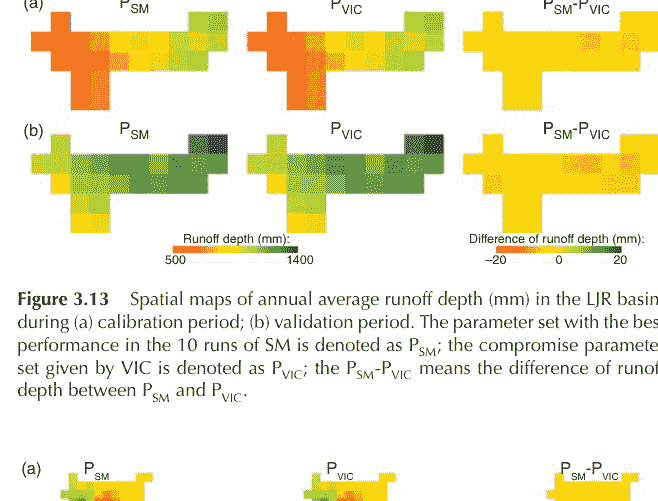 (a) P_SM P_VIC P_SM-P_VIC
(b) P_SM P_VIC P_SM-P_VIC
Runoff depth (mm): Difference of runoff depth (mm):
500 1400 −20 0 20
Figure 3.13 Spatial maps of annual average runoff depth (mm) in the LJR basin
during (a) calibration period; (b) validation period. The parameter set with the bes
performance in the 10 runs of SM is denoted as P_SM; the compromise paramete
set given by VIC is denoted as P_VIC; the P_SM-P_VIC means the difference of runof
depth between P_SM and P_VIC.
(a) P_SM P_VIC P_SM-P_VIC